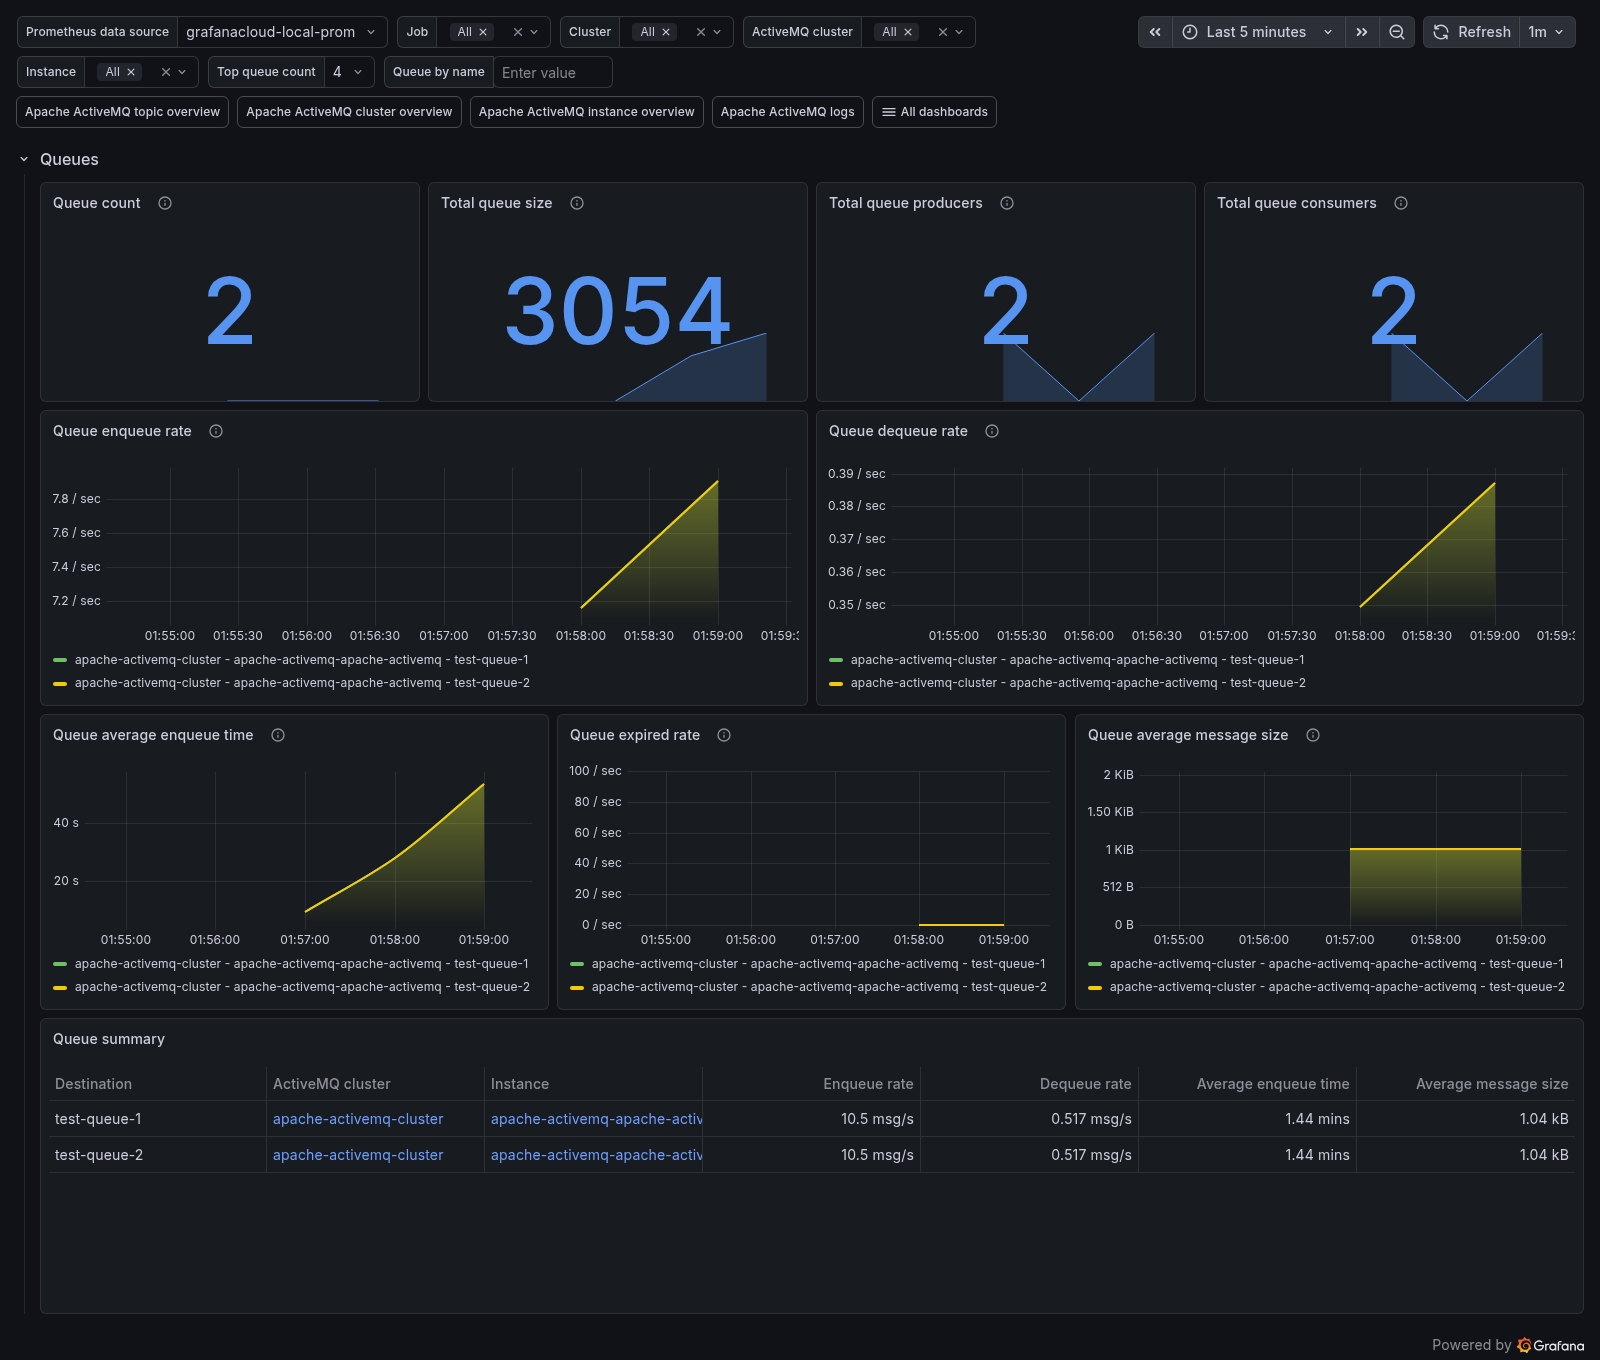 Prometheus data source grafanacloud-local-prom Job All Cluster All ActiveMQ cluster All Last 5 minutes Refresh 1m
Instance All Top queue count 4 Queue by name Enter value
Apache ActiveMQ topic overview Apache ActiveMQ cluster overview Apache ActiveMQ instance overview Apache ActiveMQ logs All dashboards
Queues
Queue count Total queue size Total queue producers Total queue consumers
2 3054 2 2
Queue enqueue rate
7.8 / sec
7.6 / sec
7.4 / sec
7.2 / sec
01:55:00 01:55:30 01:56:00 01:56:30 01:57:00 01:57:30 01:58:00 01:58:30 01:59:00 01:59:
apache-activemq-cluster - apache-activemq-apache-activemq - test-queue-1
apache-activemq-cluster - apache-activemq-apache-activemq - test-queue-2
Queue dequeue rate
0.39 / sec
0.38 / sec
0.37 / sec
0.36 / sec
0.35 / sec
01:55:00 01:55:30 01:56:00 01:56:30 01:57:00 01:57:30 01:58:00 01:58:30 01:59:00 01:59:
apache-activemq-cluster - apache-activemq-apache-activemq - test-queue-1
apache-activemq-cluster - apache-activemq-apache-activemq - test-queue-2
Queue average enqueue time
40 s
20 s
01:55:00 01:56:00 01:57:00 01:58:00 01:59:00
apache-activemq-cluster - apache-activemq-apache-activemq - test-queue-1
apache-activemq-cluster - apache-activemq-apache-activemq - test-queue-2
Queue expired rate
100 / sec
80 / sec
60 / sec
40 / sec
20 / sec
0 / sec
01:55:00 01:56:00 01:57:00 01:58:00 01:59:00
apache-activemq-cluster - apache-activemq-apache-activemq - test-queue-1
apache-activemq-cluster - apache-activemq-apache-activemq - test-queue-2
Queue average message size
2 KiB
1.50 KiB
1 KiB
512 B
0 B
01:55:00 01:56:00 01:57:00 01:58:00 01:59:00
apache-activemq-cluster - apache-activemq-apache-activemq - test-queue-1
apache-activemq-cluster - apache-activemq-apache-activemq - test-queue-2
Queue summary
Destination ActiveMQ cluster Instance Enqueue rate Dequeue rate Average enqueue time Average message size
test-queue-1 apache-activemq-cluster apache-activemq-apache-activ 10.5 msg/s 0.517 msg/s 1.44 mins 1.04 kB
test-queue-2 apache-activemq-cluster apache-activemq-apache-activ 10.5 msg/s 0.517 msg/s 1.44 mins 1.04 kB
Powered by Grafana